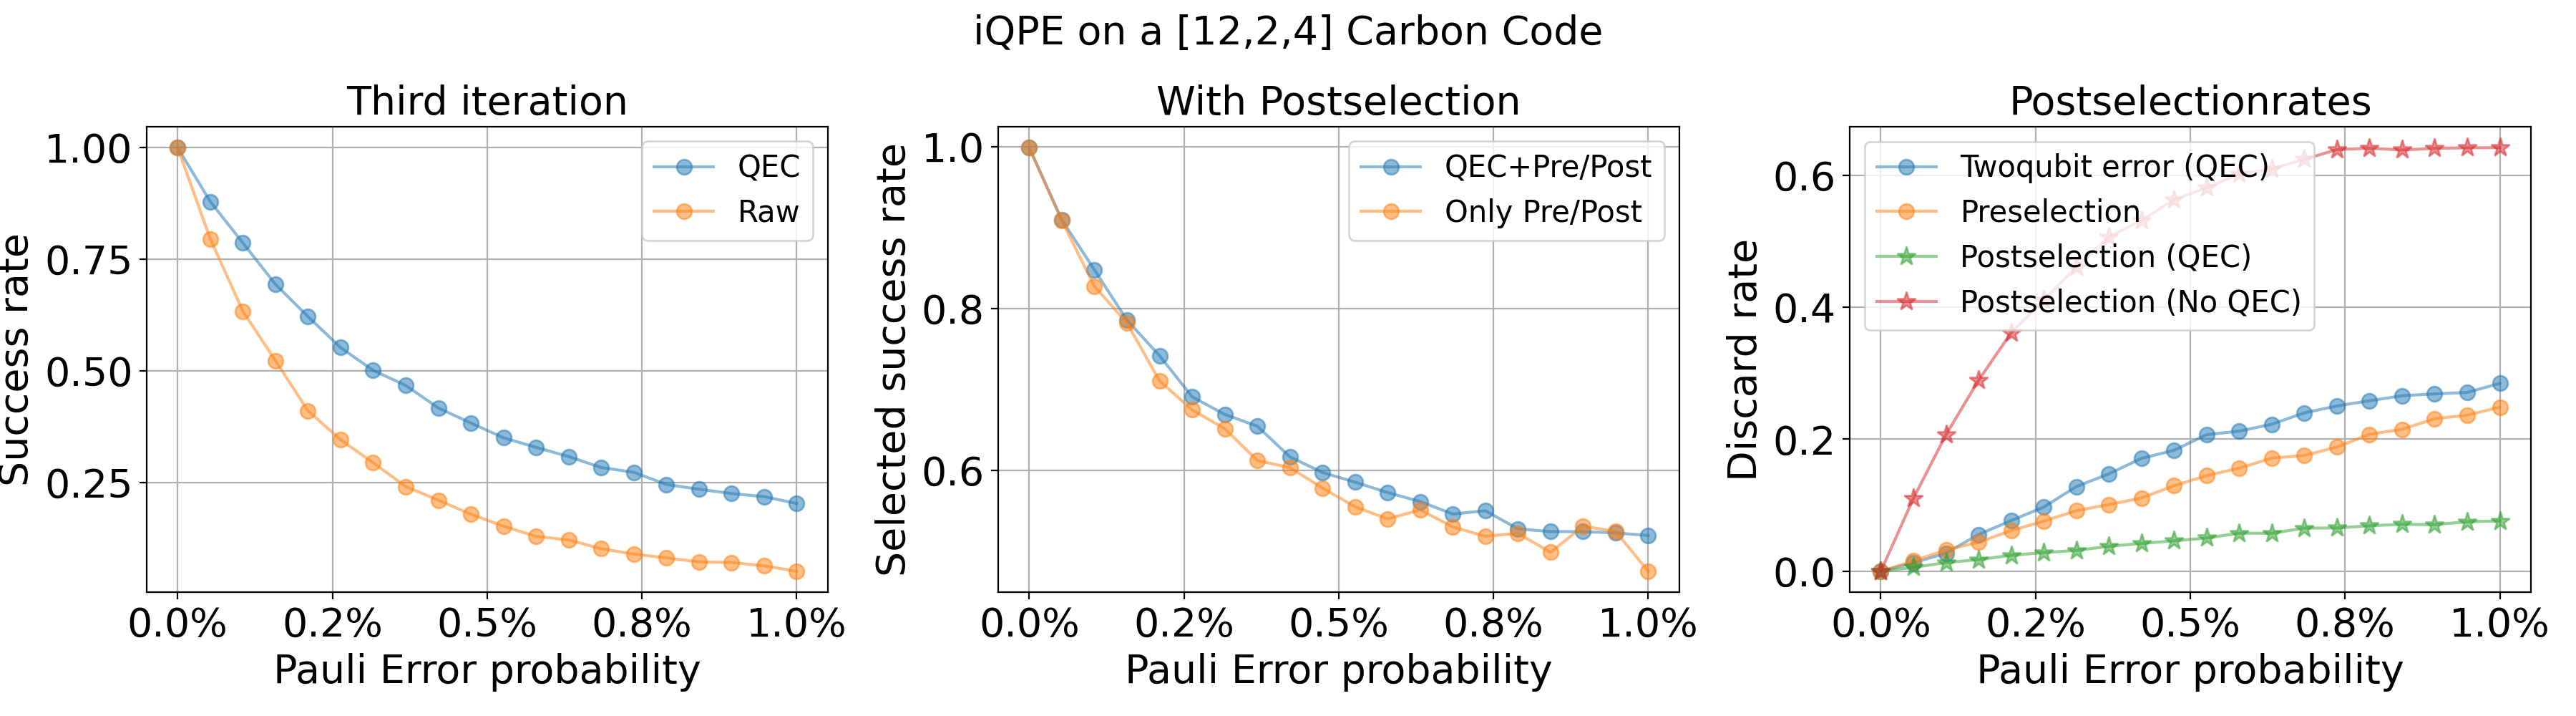 iQPE on a [12,2,4] Carbon Code
Third iteration
Success rate
1.00
0.75
0.50
0.25
QEC
Raw
0.0%
0.2%
0.5%
0.8%
1.0%
Pauli Error probability
With Postselection
Selected success rate
1.0
0.8
0.6
QEC+Pre/Post
Only Pre/Post
0.0%
0.2%
0.5%
0.8%
1.0%
Pauli Error probability
Postselectionrates
Discard rate
0.6
0.4
0.2
0.0
Twoqubit error (QEC)
Preselection
Postselection (QEC)
Postselection (No QEC)
0.0%
0.2%
0.5%
0.8%
1.0%
Pauli Error probability